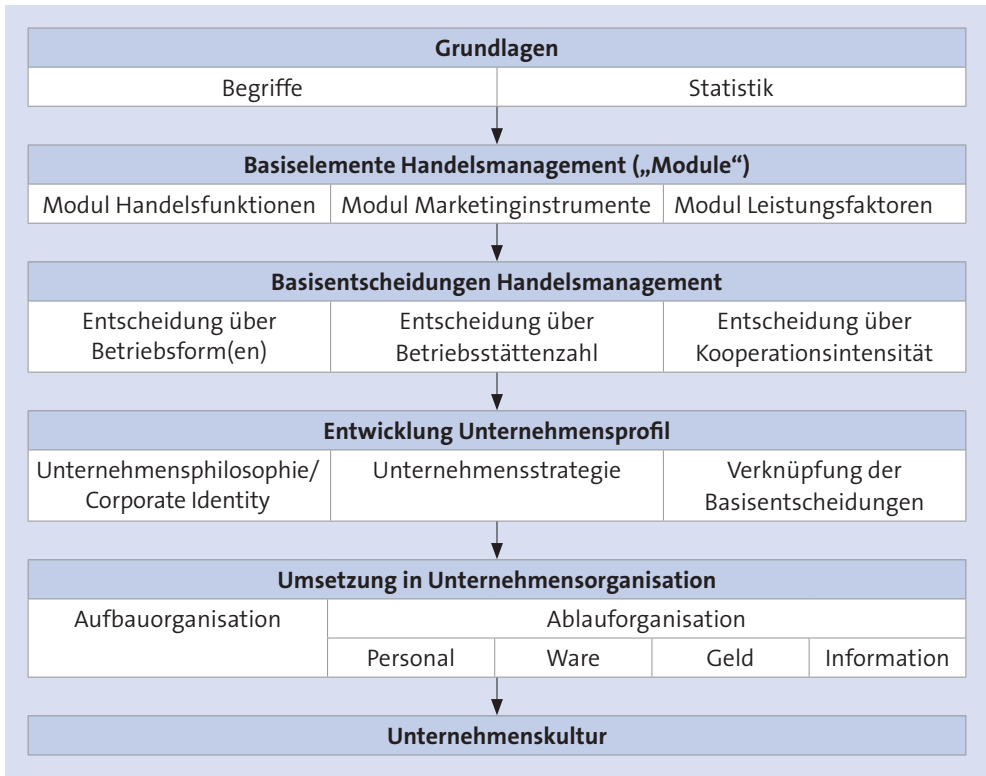 Grundlagen
Begriffe
Statistik
Basiselemente Handelsmanagement („Module“)
Modul Handelsfunktionen
Modul Marketinginstrumente
Modul Leistungsfaktoren
Basisentscheidungen Handelsmanagement
Entscheidung über
Betriebsform(en)
Entscheidung über
Betriebsstättenzahl
Entscheidung über
Kooperationsintensität
Entwicklung Unternehmensprofil
Unternehmensphilosophie/
Corporate Identity
Unternehmensstrategie
Verknüpfung der
Basisentscheidungen
Umsetzung in Unternehmensorganisation
Aufbauorganisation
Ablauforganisation
Personal
Ware
Geld
Information
Unternehmenskultur